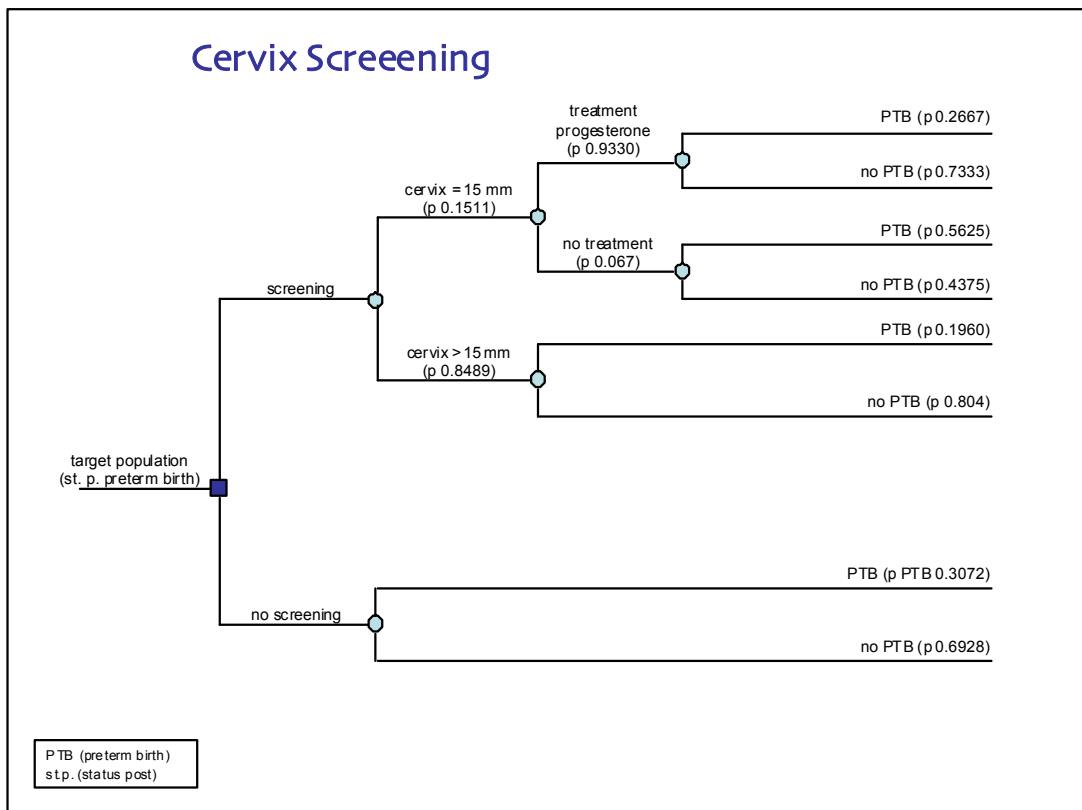 Cervix Screeening
treatment
progesterone
(p 0.9330)
PTB (p 0.2667)
no PTB (p 0.7333)
cervix = 15 mm
(p 0.1511)
no treatment
(p 0.067)
PTB (p 0.5625)
no PTB (p 0.4375)
screening
cervix > 15 mm
(p 0.8489)
PTB (p 0.1960)
no PTB (p 0.804)
target population
(st. p. preterm birth)
no screening
PTB (p PTB 0.3072)
no PTB (p 0.6928)
PTB (preterm birth)
st.p. (status post)